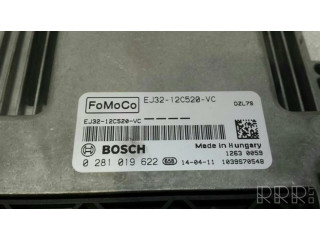 FoMoCo EJ32-12C520-VC DZL7B
EJ32-12C520-VC
BOSCH
Made in Hungary
1263 0059
0 281 019 622 14-04-11 1039S70548
RRR